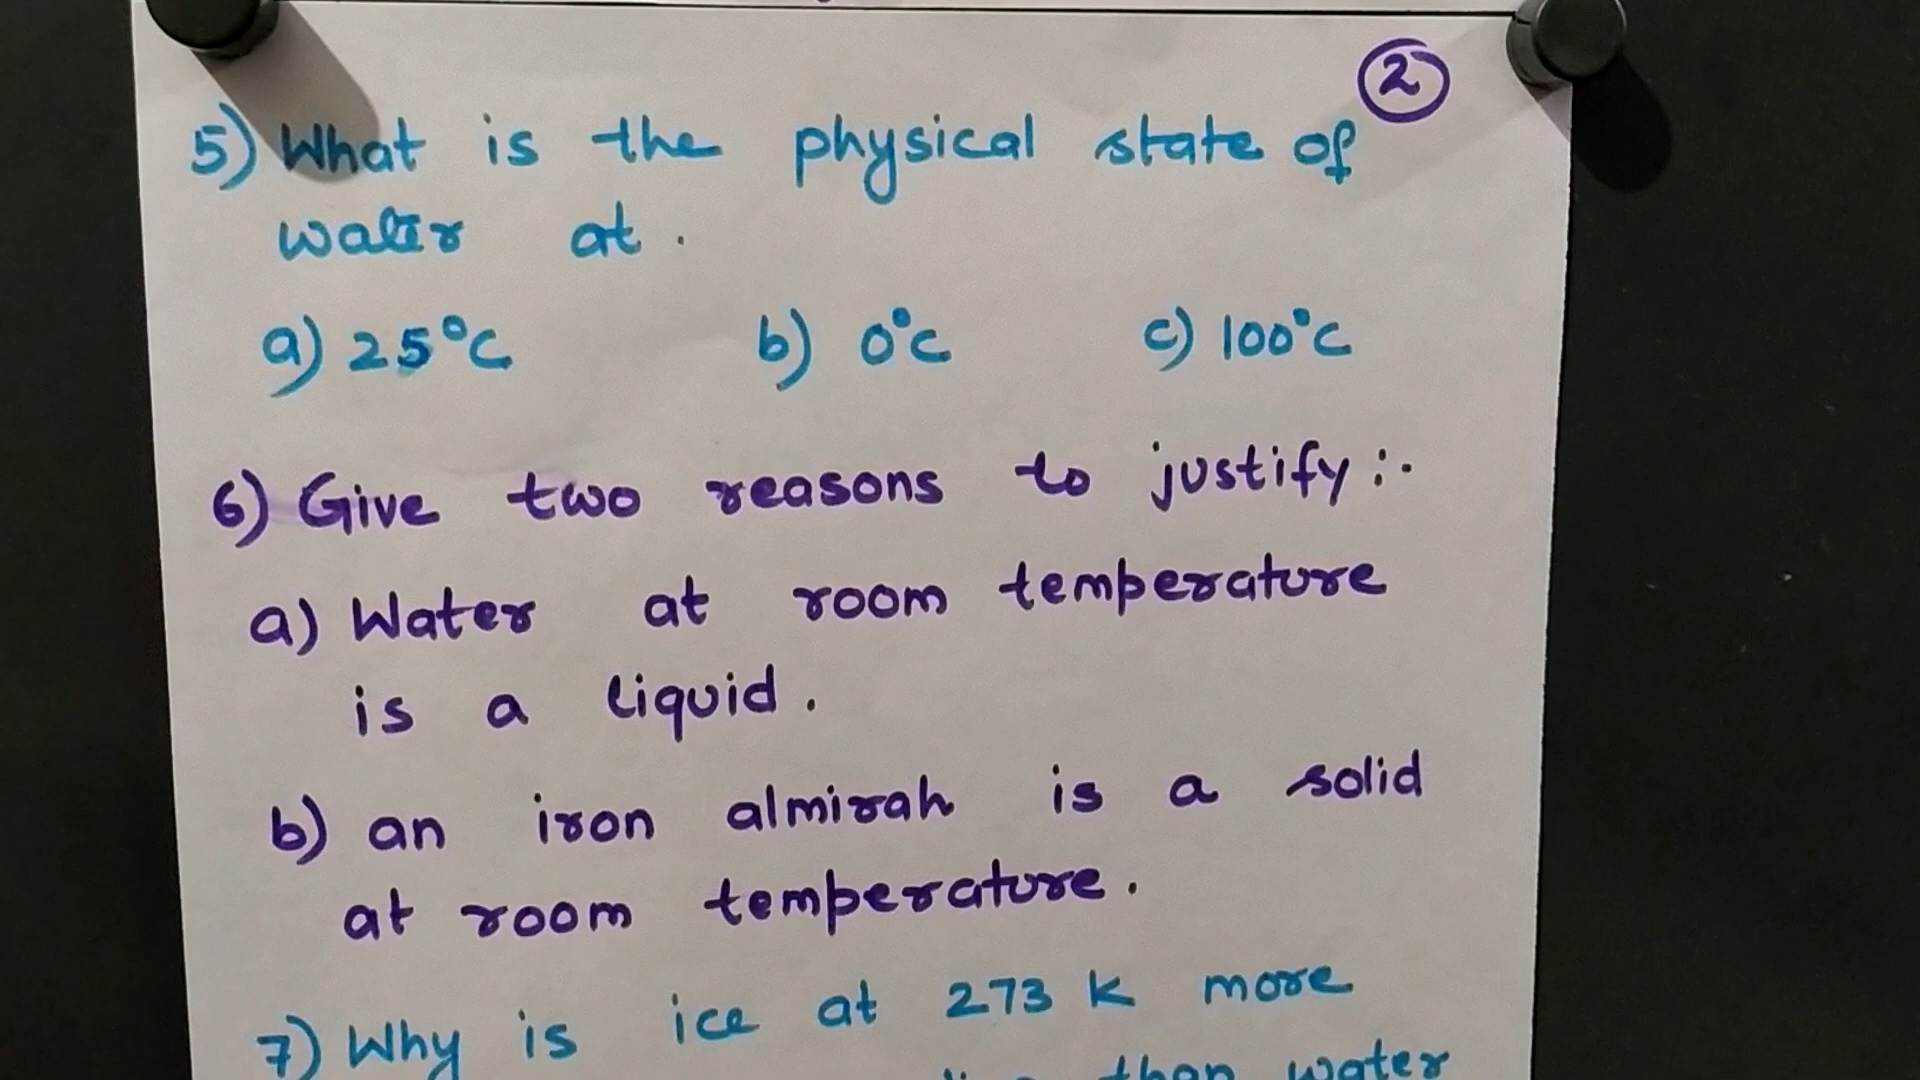 2
5) What is the physical state of
water at.
a) 25°C b) 0°C c) 100°C
6) Give two reasons to justify :-
a) Water at room temperature
is a liquid.
b) an iron almirah is a solid
at room temperature.
7) Why is ice at 273 K more
than water